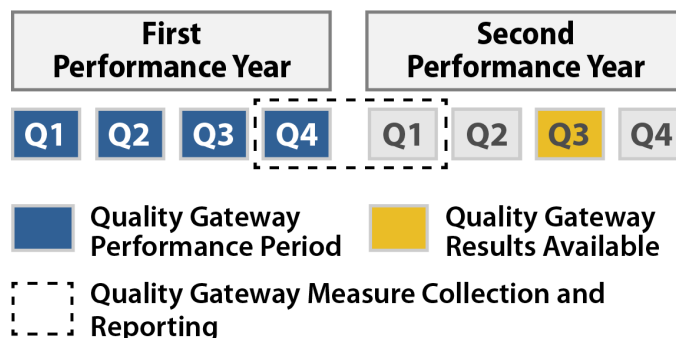 First
Performance Year
Second
Performance Year
Q1 Q2 Q3 Q4 Q1 Q2 Q3 Q4
Quality Gateway
Performance Period
Quality Gateway
Results Available
Quality Gateway Measure Collection and
Reporting